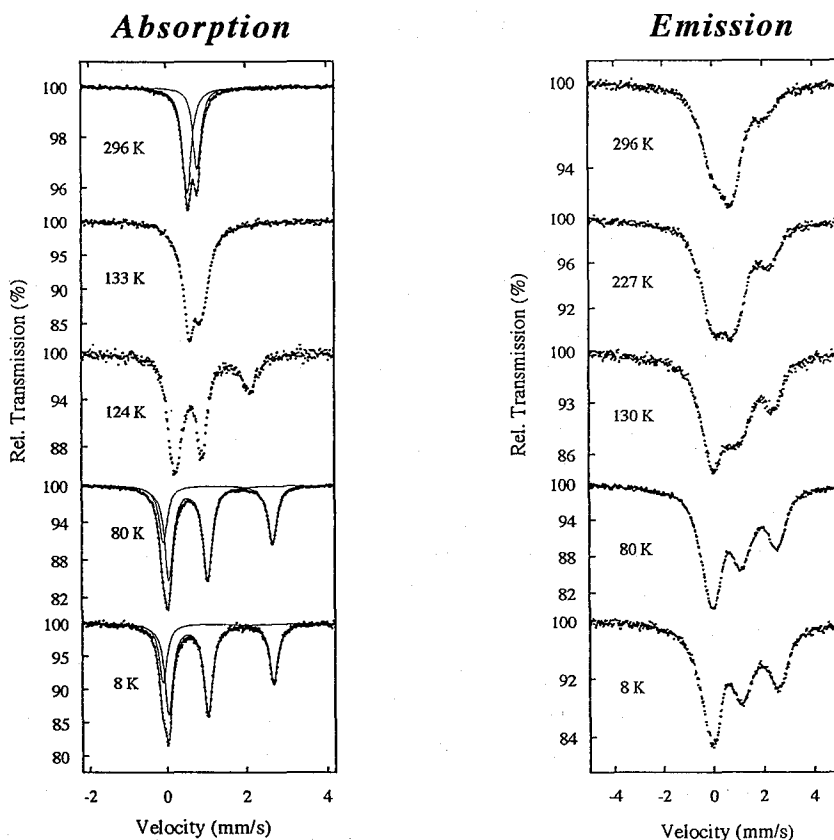 Absorption
Emission
100
98
96
296 K
100
95
90
85
133 K
100
94
88
124 K
100
94
88
82
80 K
100
95
90
85
80
8 K
Rel. Transmission (%)
-2
0
2
4
Velocity (mm/s)
100
94
296 K
100
96
92
227 K
100
93
86
130 K
100
94
88
82
80 K
100
92
84
8 K
Rel. Transmission (%)
-4
-2
0
2
4
Velocity (mm/s)